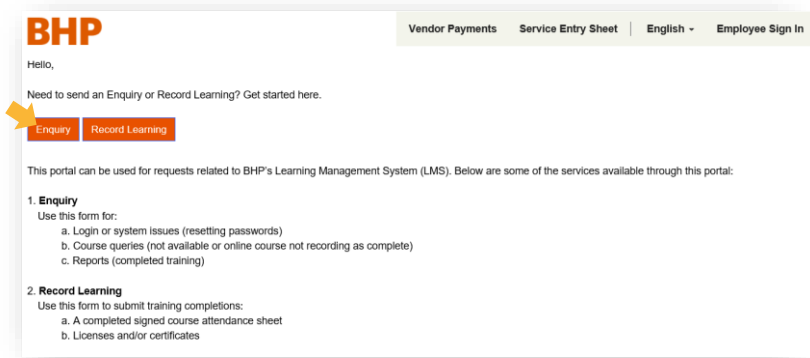 BHP
Vendor Payments Service Entry Sheet English Employee Sign In
Hello,
Need to send an Enquiry or Record Learning? Get started here.
Enquiry Record Learning
This portal can be used for requests related to BHP's Learning Management System (LMS). Below are some of the services available through this portal:
1. Enquiry
Use this form for:
a. Login or system issues (resetting passwords)
b. Course queries (not available or online course not recording as complete)
c. Reports (completed training)
2. Record Learning
Use this form to submit training completions:
a. A completed signed course attendance sheet
b. Licenses and/or certificates